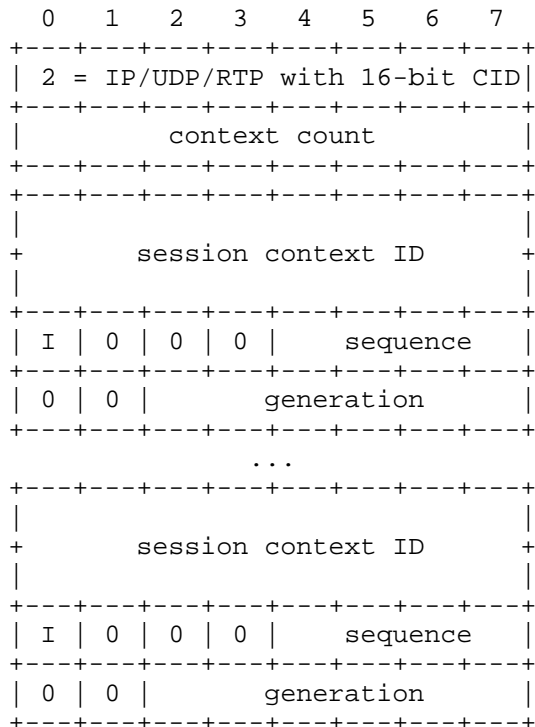 0   1   2   3   4   5   6   7
+---+---+---+---+---+---+---+---+
| 2 = IP/UDP/RTP with 16-bit CID|
+---+---+---+---+---+---+---+---+
|         context count         |
+---+---+---+---+---+---+---+---+
+---+---+---+---+---+---+---+---+
|                               |
+       session context ID      +
|                               |
+---+---+---+---+---+---+---+---+
| I | 0 | 0 | 0 |   sequence    |
+---+---+---+---+---+---+---+---+
| 0 | 0 |       generation      |
+---+---+---+---+---+---+---+---+
               ...
+---+---+---+---+---+---+---+---+
|                               |
+       session context ID      +
|                               |
+---+---+---+---+---+---+---+---+
| I | 0 | 0 | 0 |   sequence    |
+---+---+---+---+---+---+---+---+
| 0 | 0 |       generation      |
+---+---+---+---+---+---+---+---+